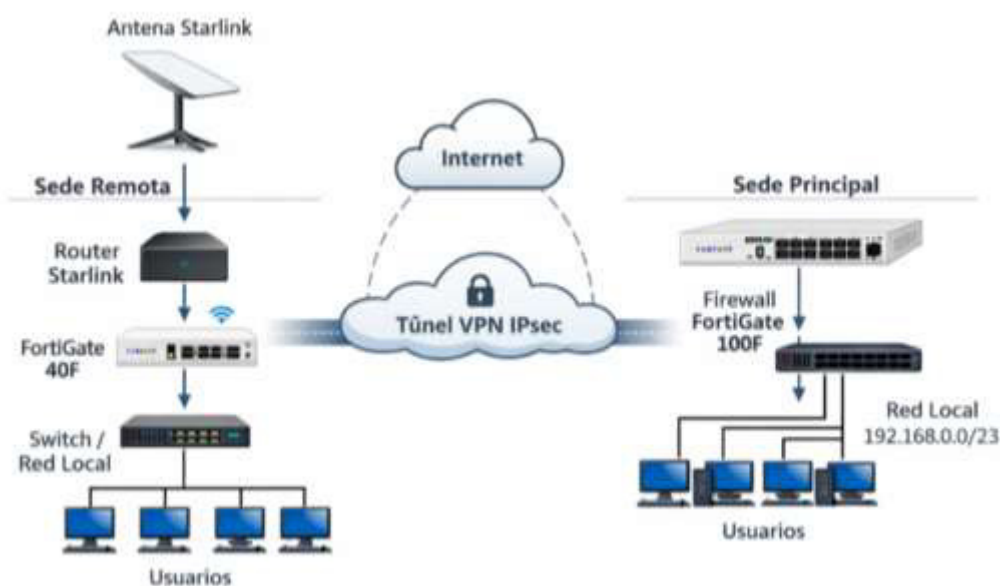 Antena Starlink
Internet
Sede Remota
Sede Principal
Router
Starlink
Túnel VPN IPsec
Firewall
FortiGate
100F
FortiGate
40F
Switch /
Red Local
Red Local
192.168.0.0/23
Usuarios
Usuarios